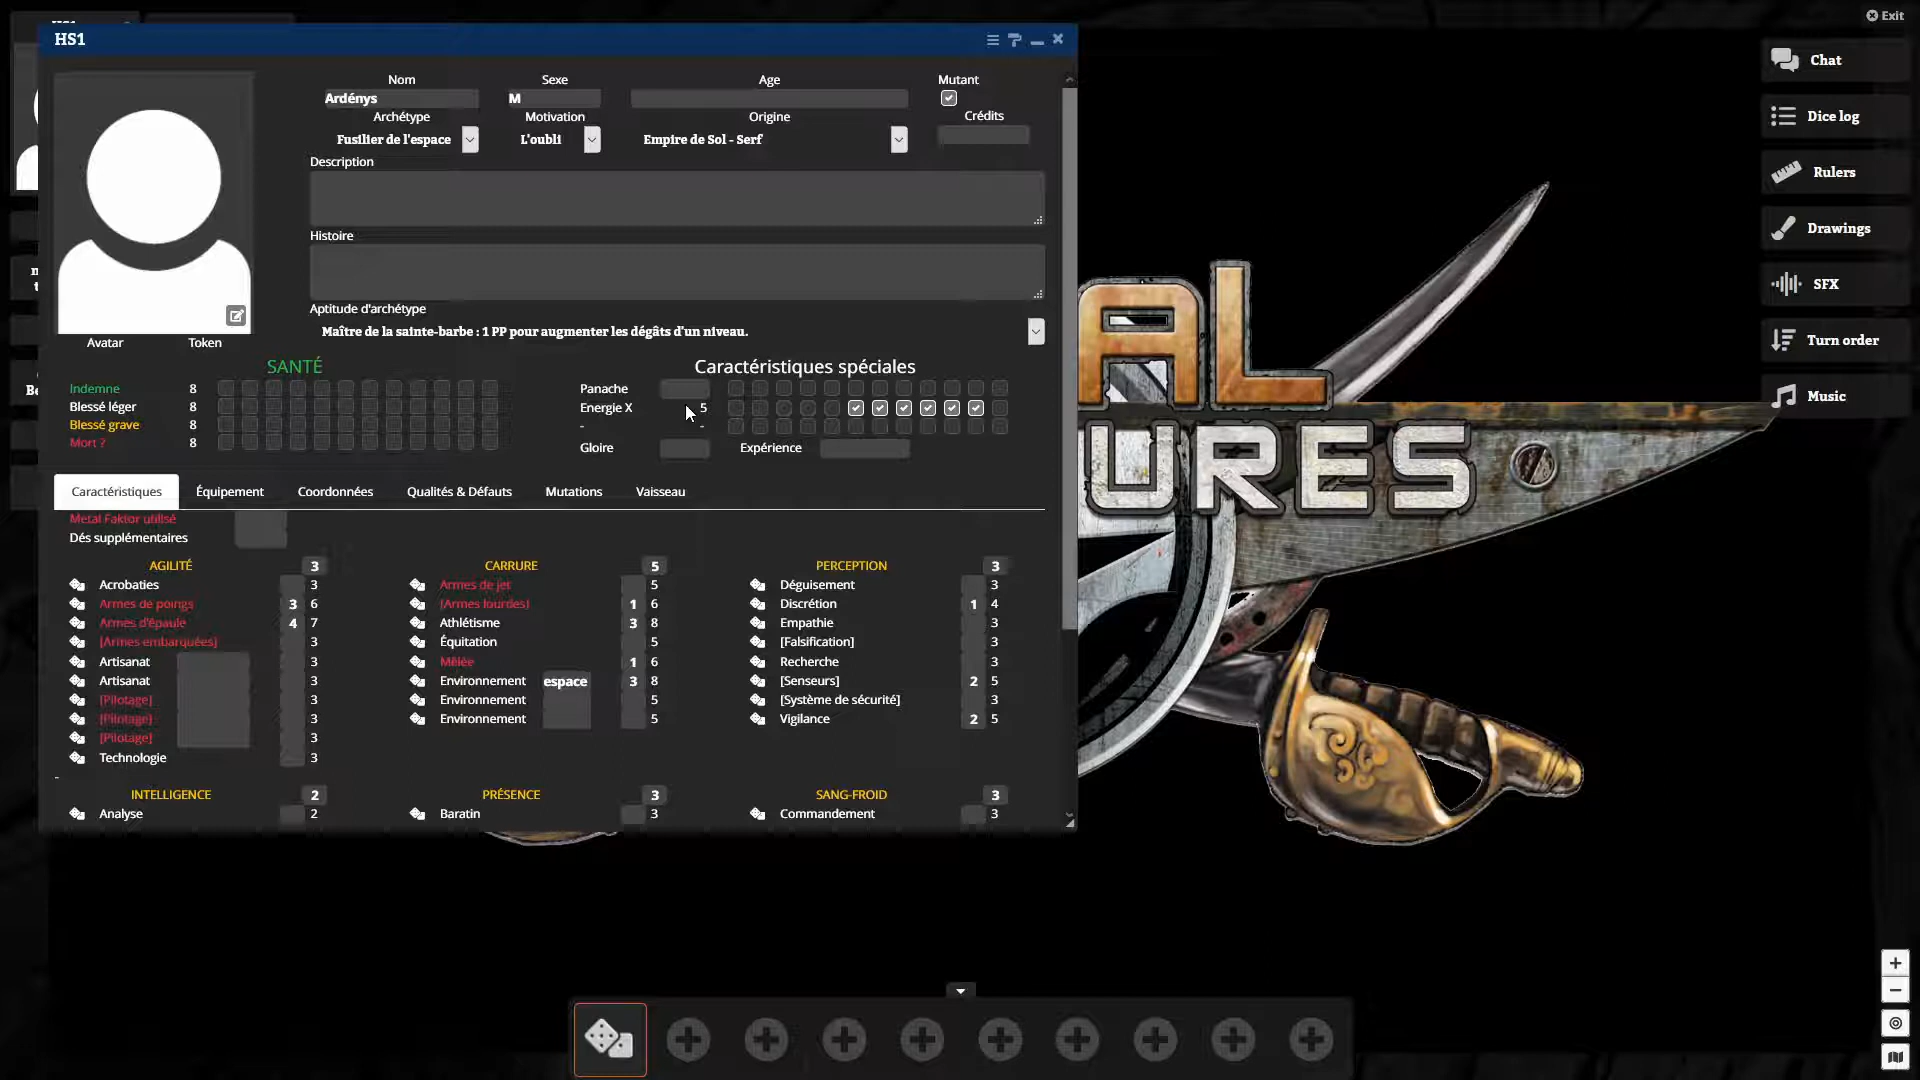 Exit
HS1
Chat
Dice log
Rulers
Drawings
SFX
Turn order
Music
Nom
Sexe
Age
Mutant
Ardénys
M
Archétype
Motivation
Origine
Crédits
Fusilier de l'espace
L'oubli
Empire de Sol - Serf
Description
Histoire
Aptitude d'archétype
Maître de la sainte-barbe : 1 PP pour augmenter les dégâts d'un niveau.
Avatar
Token
SANTÉ
Indemne 8
Blessé léger 8
Blessé grave 8
Mort ? 8
Caractéristiques spéciales
Panache
Energie X 5
- -
Gloire
Expérience
Caractéristiques
Équipement
Coordonnées
Qualités & Défauts
Mutations
Vaisseau
Metal Faktor utilisé
Dés supplémentaires
AGILITÉ 3
Acrobaties 3
Armes de poings 3 6
Armes d'épaule 4 7
[Armes embarquées] 3
Artisanat 3
Artisanat 3
[Pilotage] 3
[Pilotage] 3
[Pilotage] 3
Technologie 3
-
CARRURE 5
Armes de jet 5
[Armes lourdes] 1 6
Athlétisme 3 8
Équitation 5
Mêlée 1 6
Environnement espace 3 8
Environnement 5
Environnement 5
PERCEPTION 3
Déguisement 3
Discrétion 1 4
Empathie 3
[Falsification] 3
Recherche 3
[Senseurs] 2 5
[Système de sécurité] 3
Vigilance 2 5
INTELLIGENCE 2
Analyse 2
PRÉSENCE 3
Baratin 3
SANG-FROID 3
Commandement 3
AL
URES